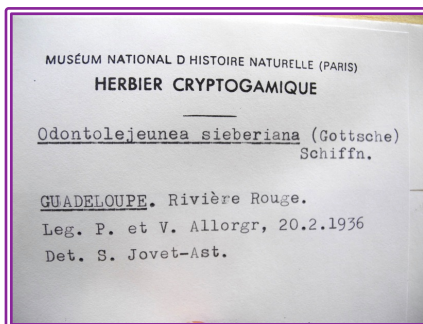 MUSÉUM NATIONAL D HISTOIRE NATURELLE (PARIS)
HERBIER CRYPTOGAMIQUE
Odontolejeunea sieberiana (Gottsche)
Schiffn.
GUADELOUPE. Rivière Rouge.
Leg. P. et V. Allorgr, 20.2.1936
Det. S. Jovet-Ast.